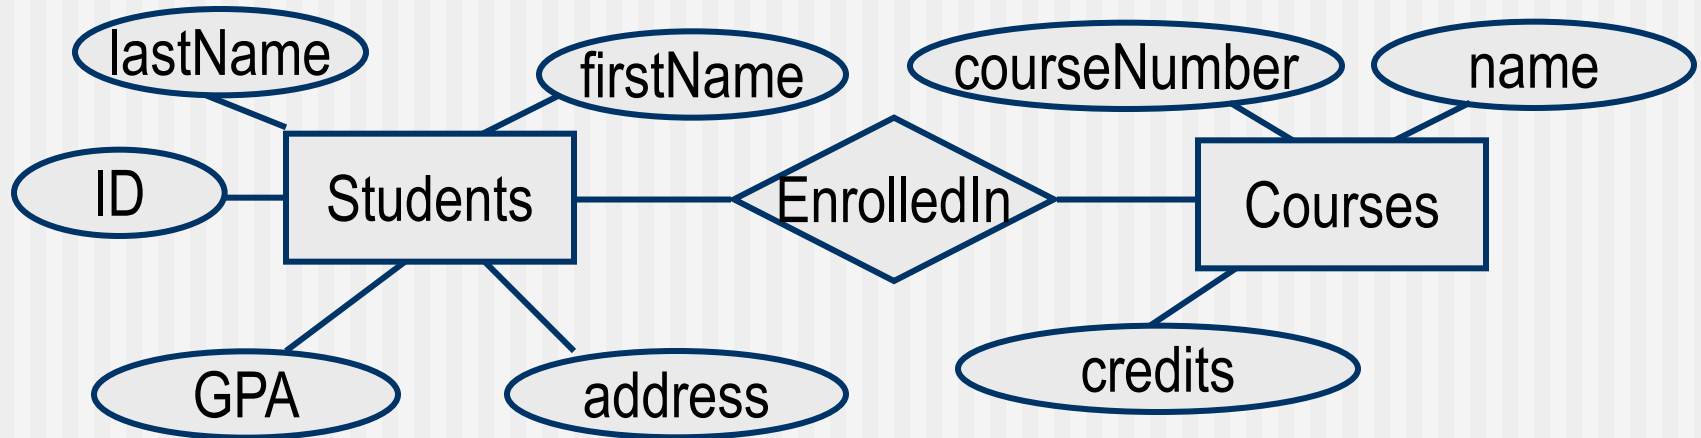 lastName
firstName
courseNumber
name
ID
Students
EnrolledIn
Courses
GPA
address
credits